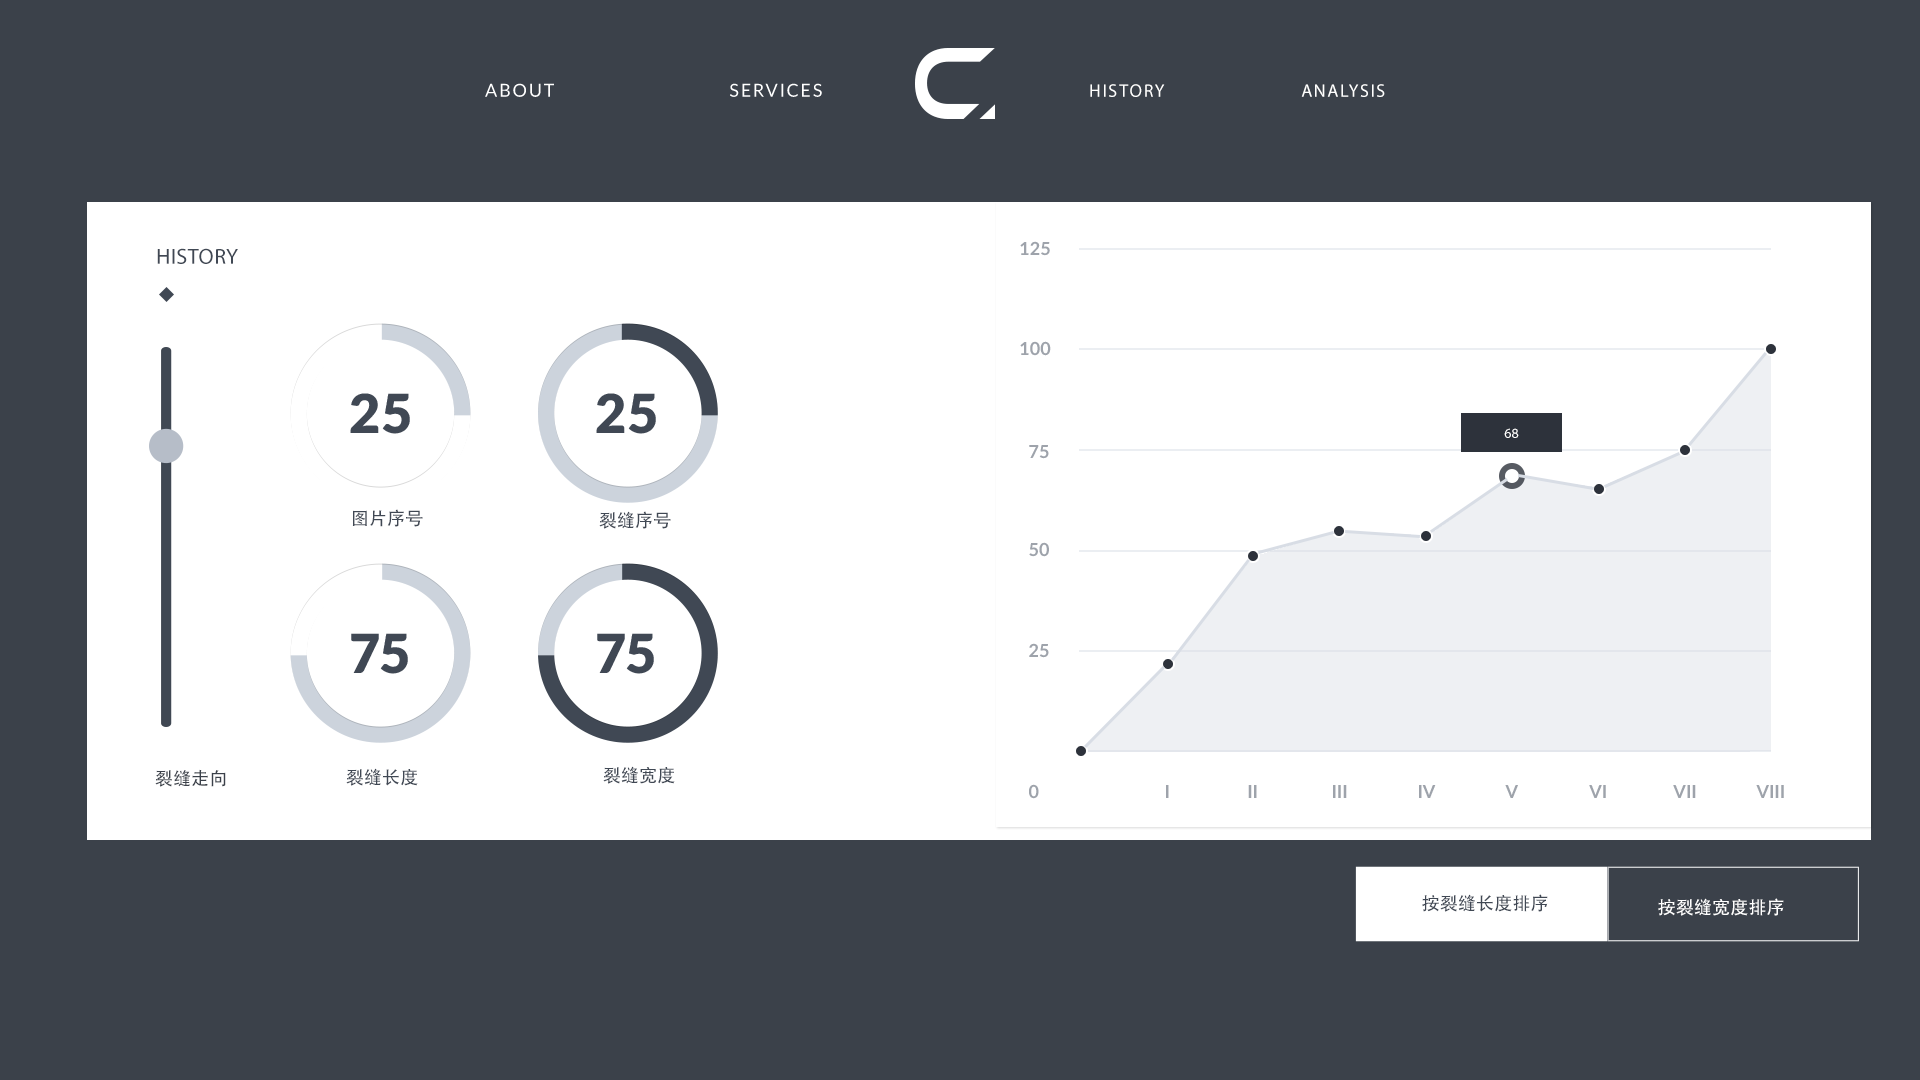 ABOUT
SERVICES
HISTORY
ANALYSIS
HISTORY
25
25
图片序号
裂缝序号
75
75
裂缝走向
裂缝长度
裂缝宽度
125
100
75
50
25
68
0 I II III IV V VI VII VIII
按裂缝长度排序
按裂缝宽度排序